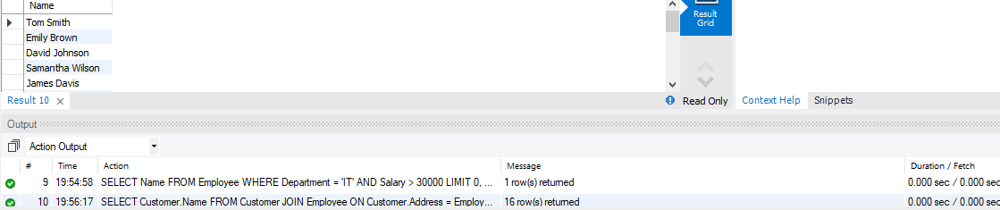 Name
Tom Smith
Emily Brown
David Johnson
Samantha Wilson
James Davis
Result Grid
Result 10 Read Only Context Help Snippets
Output
Action Output
# Time Action Message Duration / Fetch
9 19:54:58 SELECT Name FROM Employee WHERE Department = 'IT' AND Salary > 30000 LIMIT 0, ... 1 row(s) returned 0.000 sec / 0.000 sec
10 19:56:17 SELECT Customer.Name FROM Customer JOIN Employee ON Customer.Address = Employ... 16 row(s) returned 0.000 sec / 0.000 sec